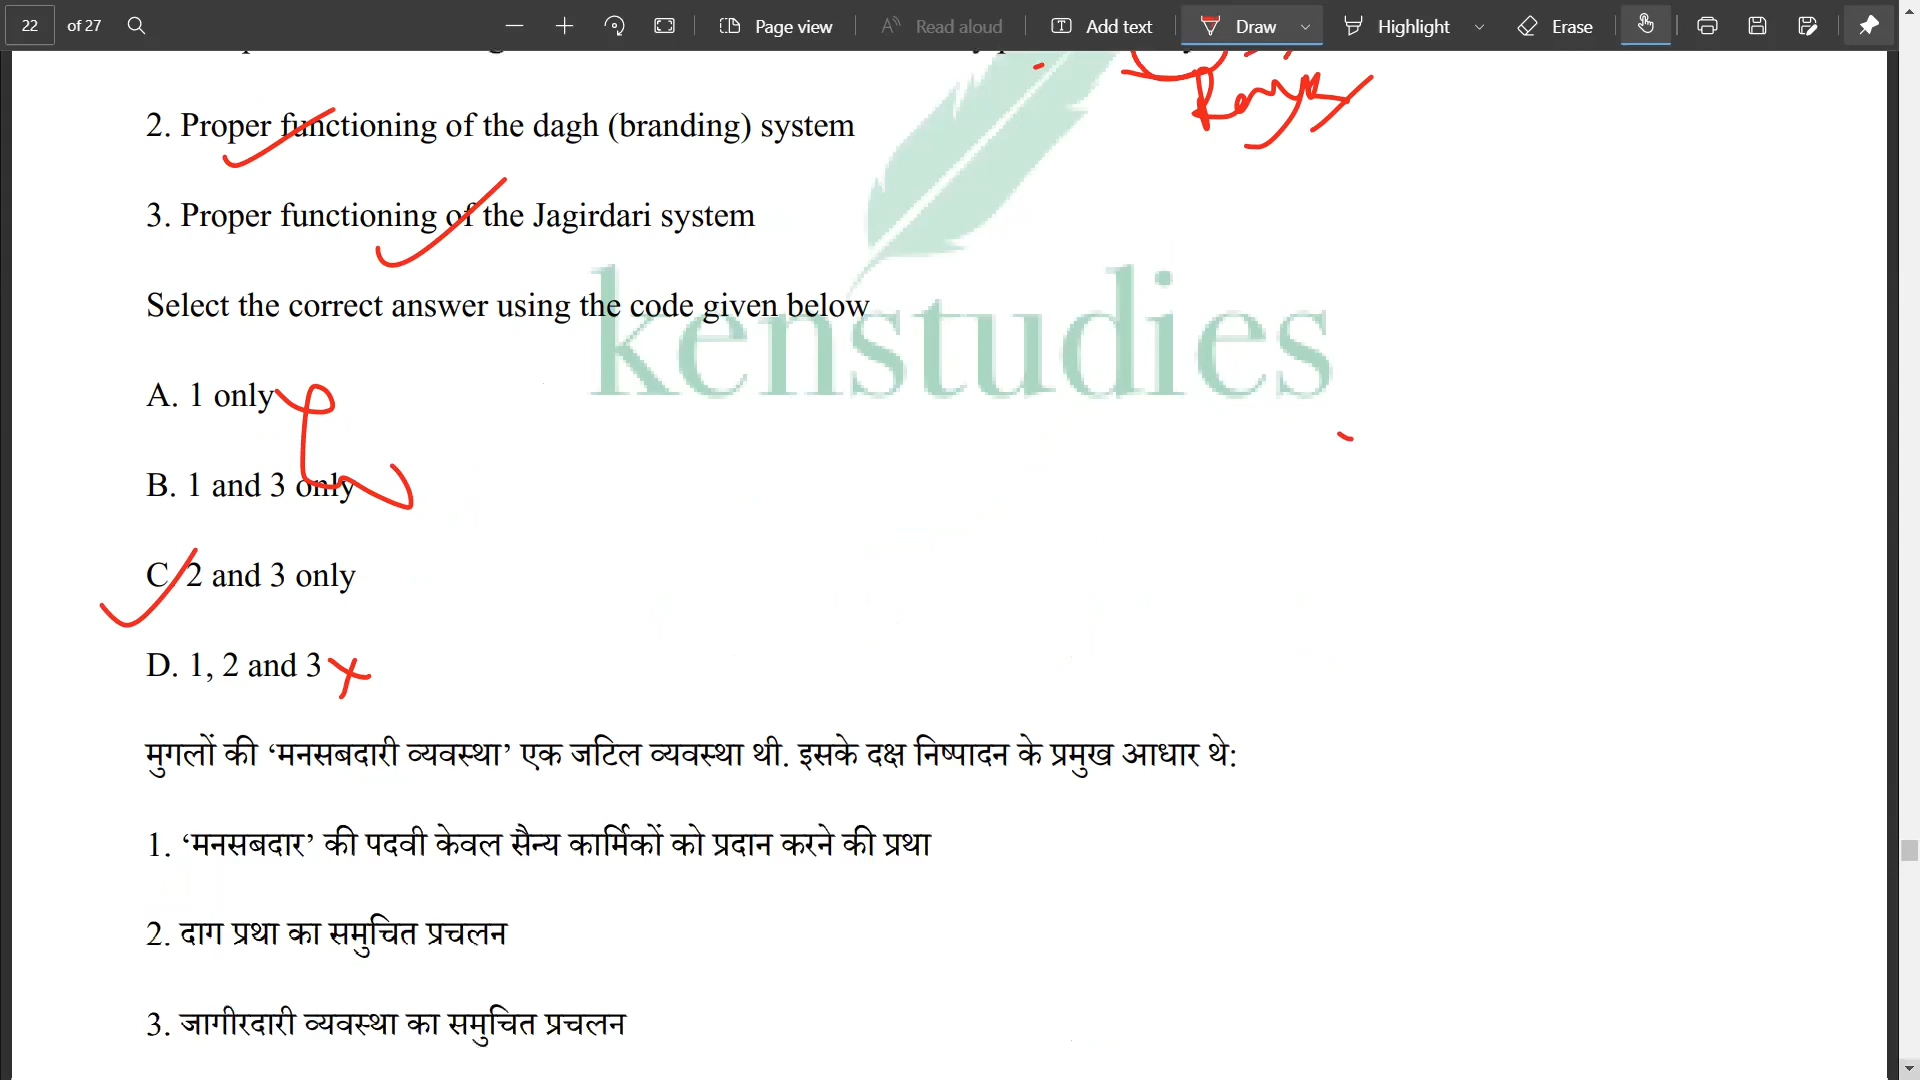 22 of 27 Page view Read aloud Add text Draw Highlight Erase
2. Proper functioning of the dagh (branding) system
3. Proper functioning of the Jagirdari system
Select the correct answer using the code given below
kenstudies
A. 1 only
B. 1 and 3 only
C. 2 and 3 only
D. 1, 2 and 3
मुगलों की ‘मनसबदारी व्यवस्था’ एक जटिल व्यवस्था थी. इसके दक्ष निष्पादन के प्रमुख आधार थे:
1. ‘मनसबदार’ की पदवी केवल सैन्य कार्मिकों को प्रदान करने की प्रथा
2. दाग प्रथा का समुचित प्रचलन
3. जागीरदारी व्यवस्था का समुचित प्रचलन